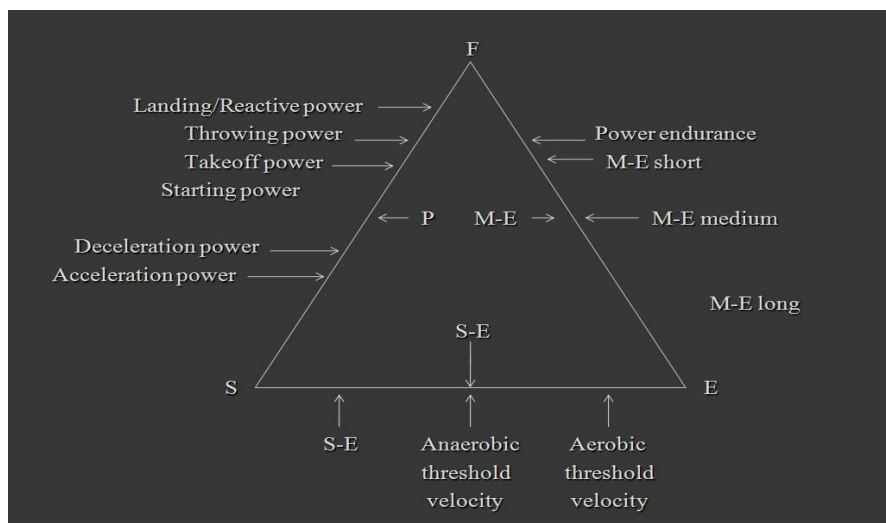 F
Landing/Reactive power
Throwing power
Power endurance
Takeoff power
M-E short
Starting power
P
M-E
M-E medium
Deceleration power
Acceleration power
M-E long
S-E
S
E
S-E
Anaerobic
threshold
velocity
Aerobic
threshold
velocity